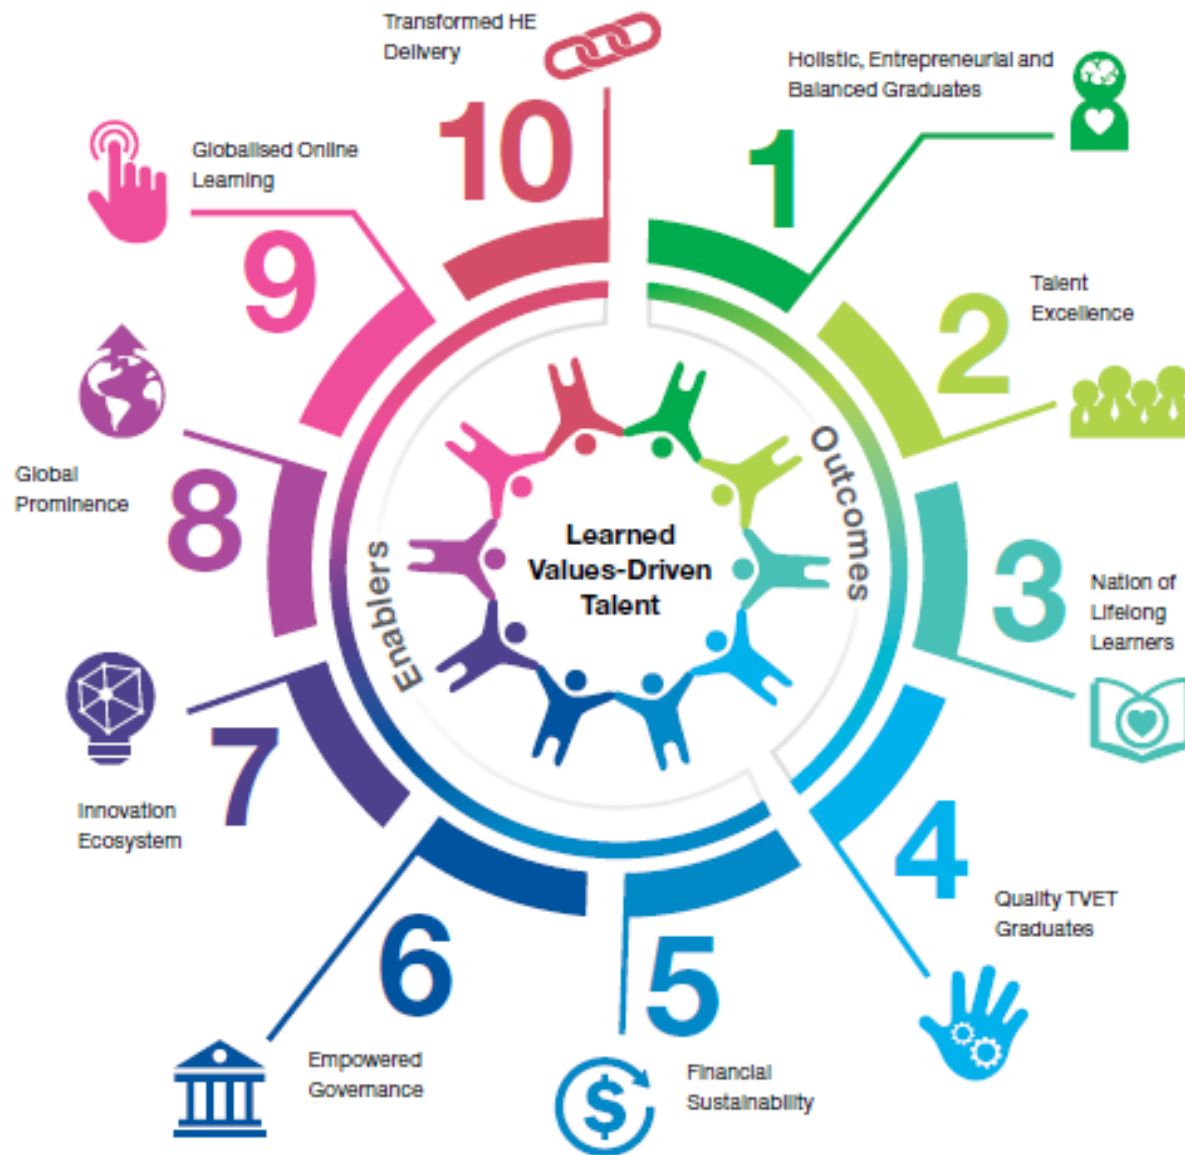 Transformed HE
Delivery
10
Holistic, Entrepreneurial and
Balanced Graduates
1
Talent
Excellence
2
Nation of
Lifelong
Learners
3
Quality TVET
Graduates
4
Financial
Sustainability
5
$
Empowered
Governance
6
Innovation
Ecosystem
7
Global
Prominence
8
Globalised Online
Learning
9
Outcomes
Enablers
Learned
Values-Driven
Talent